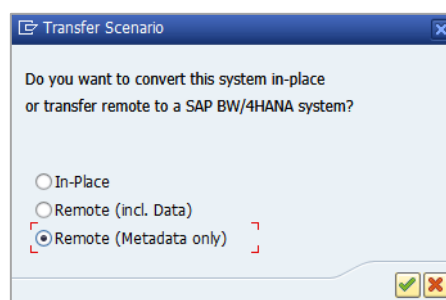 Transfer Scenario
Do you want to convert this system in-place
or transfer remote to a SAP BW/4HANA system?
In-Place
Remote (incl. Data)
Remote (Metadata only)